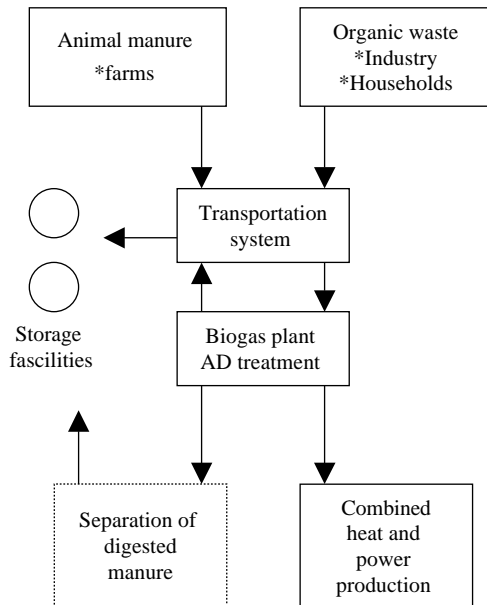 Animal manure
*farms
Organic waste
*Industry
*Households
Transportation
system
Storage
fascilities
Biogas plant
AD treatment
Separation of
digested
manure
Combined
heat and
power
production